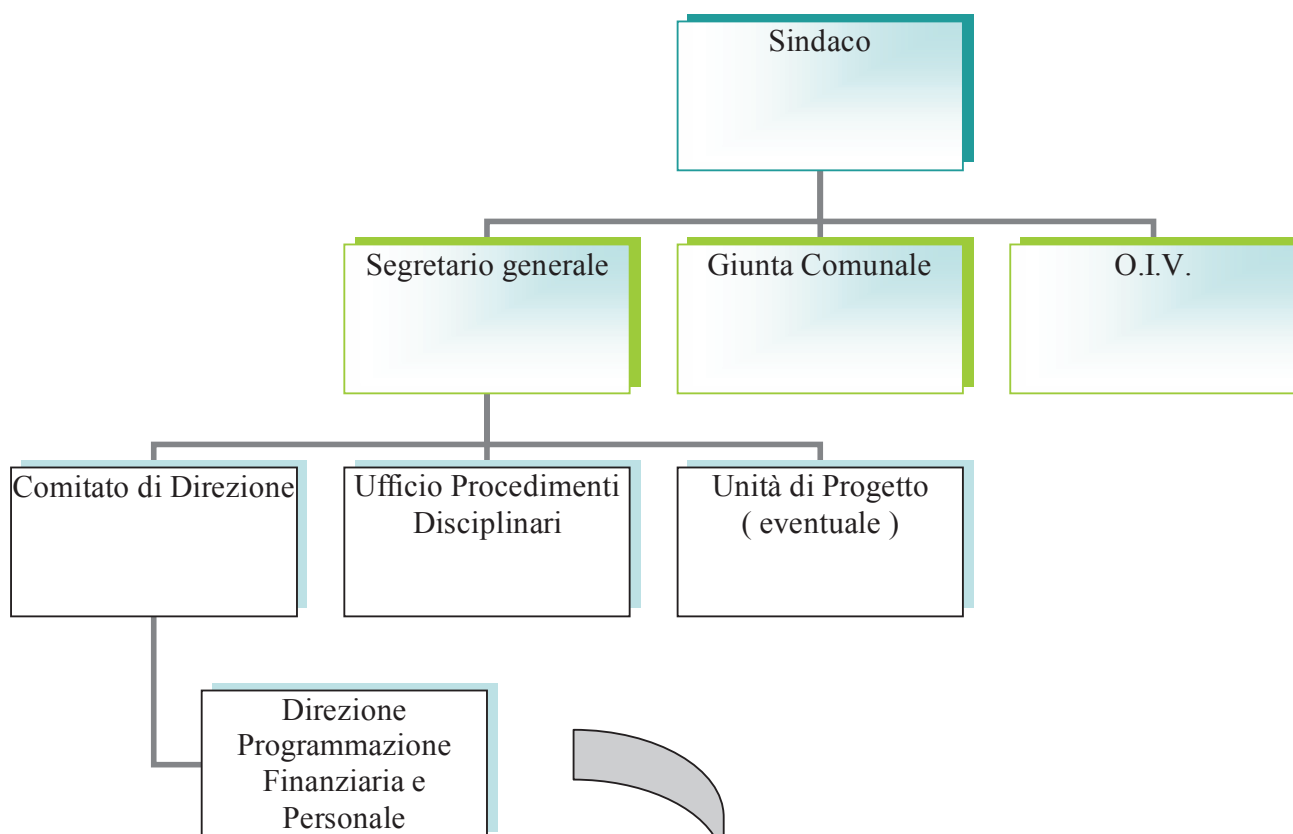 Sindaco
Segretario generale
Giunta Comunale
O.I.V.
Comitato di Direzione
Ufficio Procedimenti
Disciplinari
Unità di Progetto
( eventuale )
Direzione
Programmazione
Finanziaria e
Personale